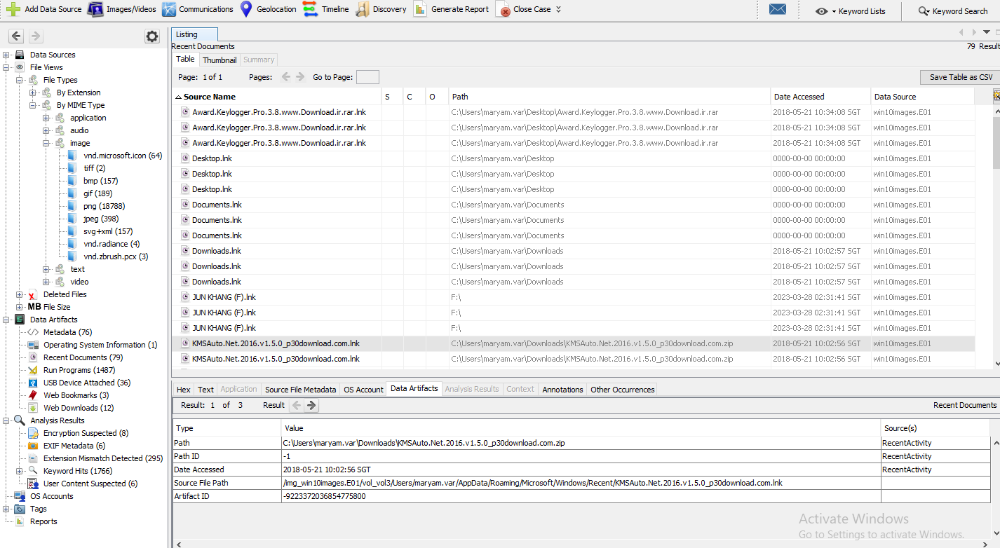 Add Data Source Images/Videos Communications Geolocation Timeline Discovery Generate Report Close Case Keyword Lists Keyword Search
Listing
Recent Documents 79 Result
Table Thumbnail Summary
Page: 1 of 1 Pages: Go to Page: Save Table as CSV
Source Name S C O Path Date Accessed Data Source
Award.Keylogger.Pro.3.8.www.Download.ir.rar.lnk C:\Users\maryam.var\Desktop\Award.Keylogger.Pro.3.8.www.Download.ir.rar 2018-05-21 10:34:08 SGT win10images.E01
Award.Keylogger.Pro.3.8.www.Download.ir.rar.lnk C:\Users\maryam.var\Desktop\Award.Keylogger.Pro.3.8.www.Download.ir.rar 2018-05-21 10:34:08 SGT win10images.E01
Award.Keylogger.Pro.3.8.www.Download.ir.rar.lnk C:\Users\maryam.var\Desktop\Award.Keylogger.Pro.3.8.www.Download.ir.rar 2018-05-21 10:34:08 SGT win10images.E01
Desktop.lnk C:\Users\maryam.var\Desktop 0000-00-00 00:00:00 win10images.E01
Desktop.lnk C:\Users\maryam.var\Desktop 0000-00-00 00:00:00 win10images.E01
Desktop.lnk C:\Users\maryam.var\Desktop 0000-00-00 00:00:00 win10images.E01
Documents.lnk C:\Users\maryam.var\Documents 0000-00-00 00:00:00 win10images.E01
Documents.lnk C:\Users\maryam.var\Documents 0000-00-00 00:00:00 win10images.E01
Documents.lnk C:\Users\maryam.var\Documents 0000-00-00 00:00:00 win10images.E01
Downloads.lnk C:\Users\maryam.var\Downloads 2018-05-21 10:02:57 SGT win10images.E01
Downloads.lnk C:\Users\maryam.var\Downloads 2018-05-21 10:02:57 SGT win10images.E01
Downloads.lnk C:\Users\maryam.var\Downloads 2018-05-21 10:02:57 SGT win10images.E01
JUN KHANG (F).lnk F:\ 2023-03-28 02:31:41 SGT win10images.E01
JUN KHANG (F).lnk F:\ 2023-03-28 02:31:41 SGT win10images.E01
JUN KHANG (F).lnk F:\ 2023-03-28 02:31:41 SGT win10images.E01
KMSAuto.Net.2016.v1.5.0_p30download.com.lnk C:\Users\maryam.var\Downloads\KMSAuto.Net.2016.v1.5.0_p30download.com.zip 2018-05-21 10:02:56 SGT win10images.E01
KMSAuto.Net.2016.v1.5.0_p30download.com.lnk C:\Users\maryam.var\Downloads\KMSAuto.Net.2016.v1.5.0_p30download.com.zip 2018-05-21 10:02:56 SGT win10images.E01
Data Sources
File Views
File Types
By Extension
By MIME Type
application
audio
image
vnd.microsoft.icon (64)
tiff (2)
bmp (157)
gif (189)
png (18788)
jpeg (398)
svg+xml (157)
vnd.radiance (4)
vnd.zbrush.pcx (3)
text
video
Deleted Files
MB File Size
Data Artifacts
Metadata (76)
Operating System Information (1)
Recent Documents (79)
Run Programs (1487)
USB Device Attached (36)
Web Bookmarks (3)
Web Downloads (12)
Analysis Results
Encryption Suspected (8)
EXIF Metadata (6)
Extension Mismatch Detected (295)
Keyword Hits (1766)
User Content Suspected (6)
OS Accounts
Tags
Reports
Hex Text Application Source File Metadata OS Account Data Artifacts Analysis Results Context Annotations Other Occurrences
Result: 1 of 3 Result Recent Documents
Type Value Source(s)
Path C:\Users\maryam.var\Downloads\KMSAuto.Net.2016.v1.5.0_p30download.com.zip RecentActivity
Path ID -1 RecentActivity
Date Accessed 2018-05-21 10:02:56 SGT RecentActivity
Source File Path /img_win10images.E01/vol_vol3/Users/maryam.var/AppData/Roaming/Microsoft/Windows/Recent/KMSAuto.Net.2016.v1.5.0_p30download.com.lnk
Artifact ID -9223372036854775800
Activate Windows
Go to Settings to activate Windows.